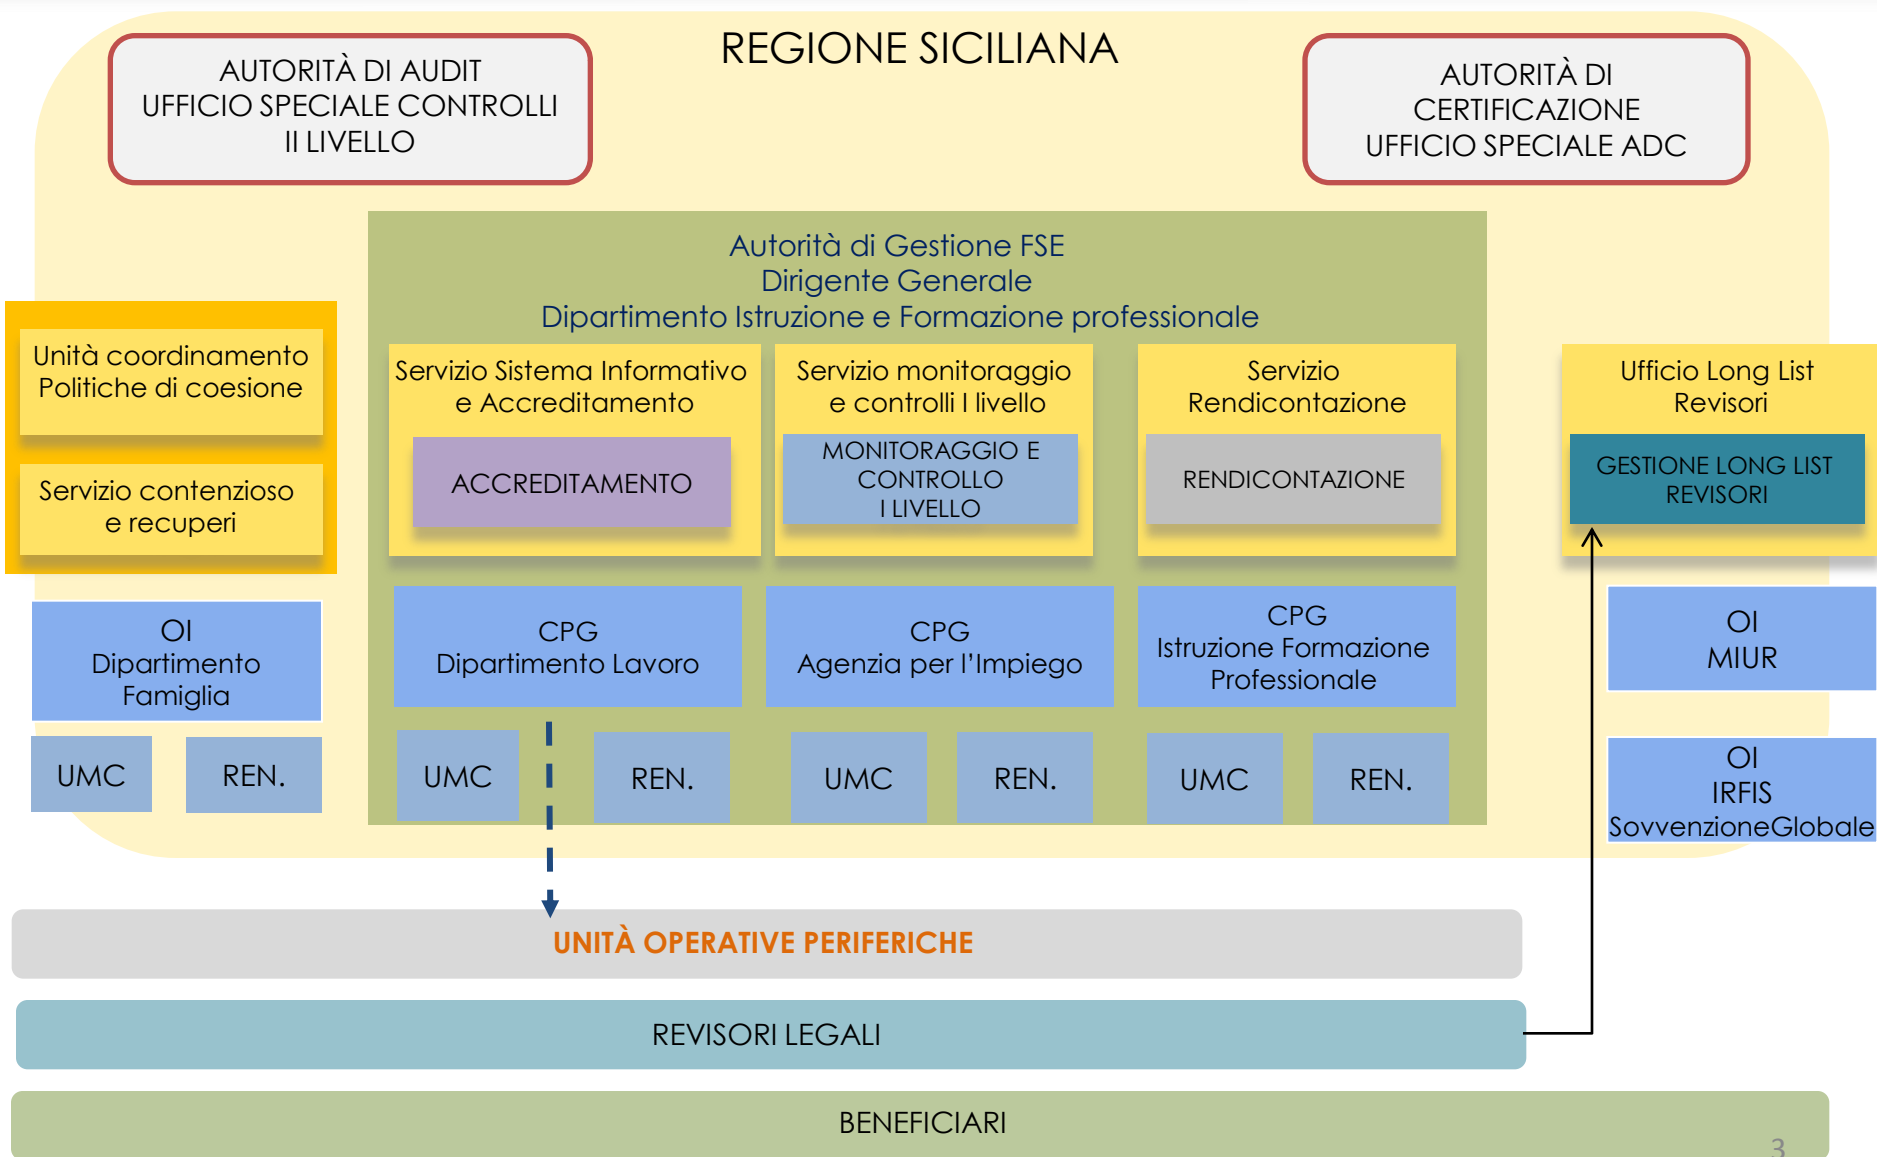 REGIONE SICILIANA
AUTORITÀ DI AUDIT
UFFICIO SPECIALE CONTROLLI
II LIVELLO
AUTORITÀ DI
CERTIFICAZIONE
UFFICIO SPECIALE ADC
Autorità di Gestione FSE
Dirigente Generale
Dipartimento Istruzione e Formazione professionale
Unità coordinamento
Politiche di coesione
Servizio contenzioso
e recuperi
Servizio Sistema Informativo
e Accreditamento
ACCREDITAMENTO
Servizio monitoraggio
e controlli I livello
MONITORAGGIO E
CONTROLLO
I LIVELLO
Servizio
Rendicontazione
RENDICONTAZIONE
Ufficio Long List
Revisori
GESTIONE LONG LIST
REVISORI
OI
Dipartimento
Famiglia
CPG
Dipartimento Lavoro
CPG
Agenzia per l'Impiego
CPG
Istruzione Formazione
Professionale
OI
MIUR
UMC
REN.
UMC
REN.
UMC
REN.
UMC
REN.
OI
IRFIS
SovvenzioneGlobale
UNITÀ OPERATIVE PERIFERICHE
REVISORI LEGALI
BENEFICIARI
3